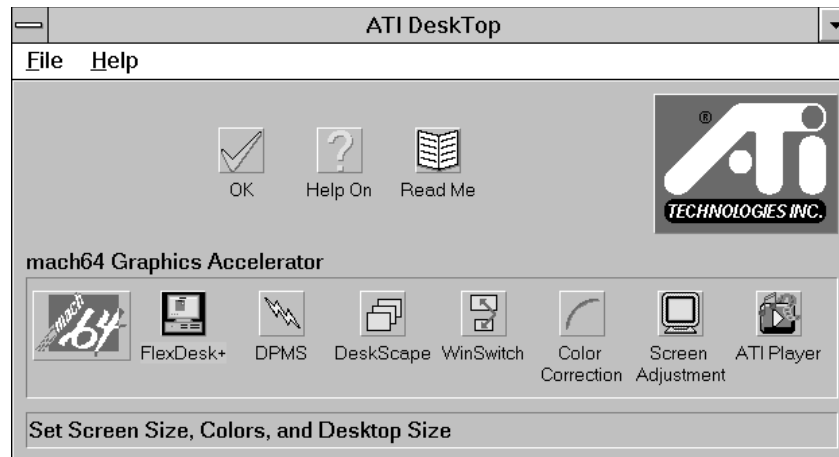 ATI DeskTop
File Help
® ATi
TECHNOLOGIES INC.
OK Help On Read Me
mach64 Graphics Accelerator
mach 64
FlexDesk+ DPMS DeskScape WinSwitch Color Correction Screen Adjustment ATI Player
Set Screen Size, Colors, and Desktop Size